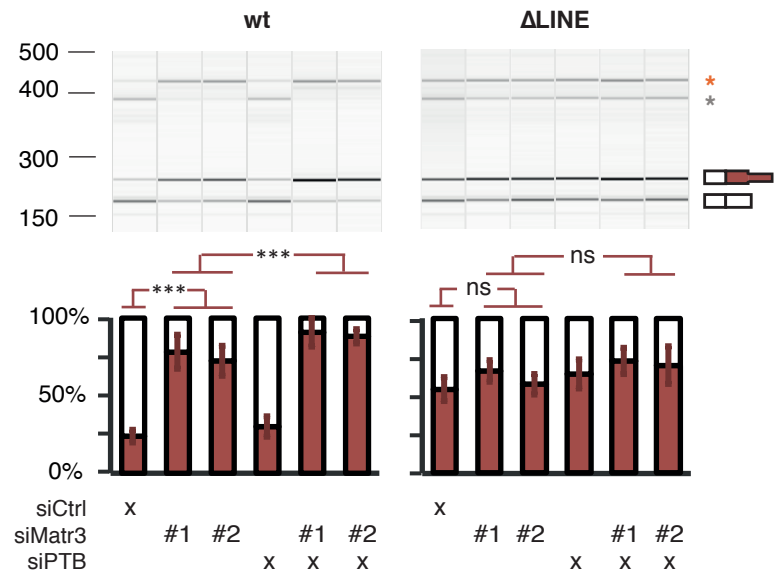 wt ΔLINE
500
400
*
*
300
150
*** ns
*** ns
100%
50%
0%
siCtrl x x
siMatr3 #1 #2 #1 #2 #1 #2 #1 #2
siPTB x x x x x x